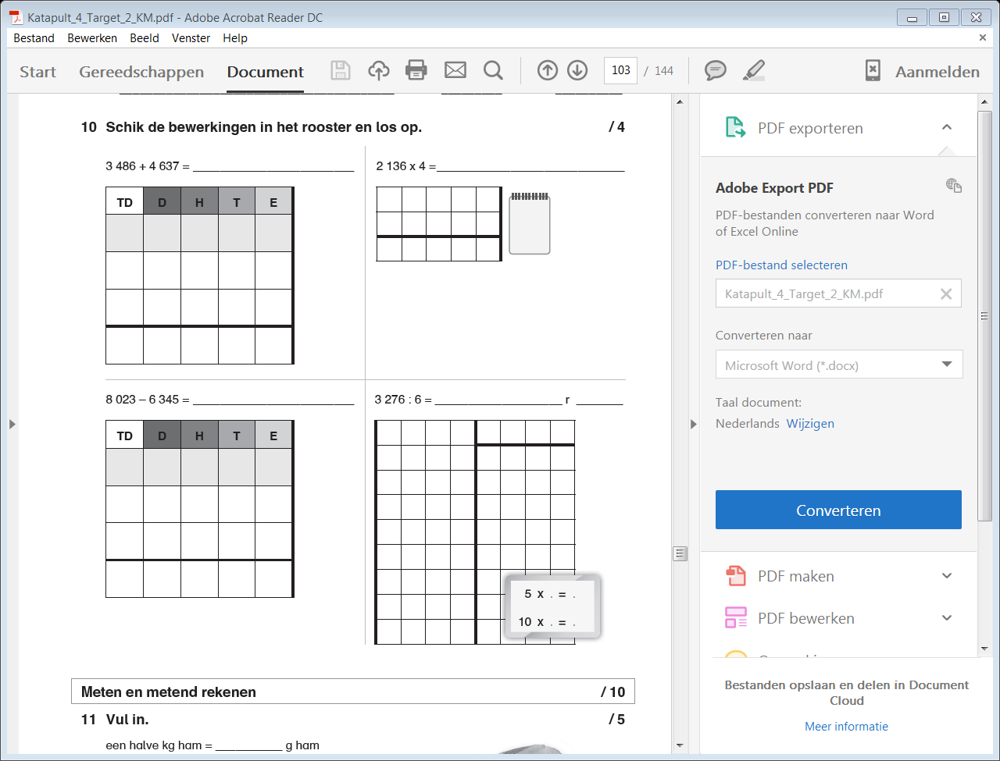 Katapult_4_Target_2_KM.pdf - Adobe Acrobat Reader DC
Bestand Bewerken Beeld Venster Help
Start Gereedschappen Document 103 / 144 Aanmelden
10 Schik de bewerkingen in het rooster en los op. / 4
3 486 + 4 637 = ________________________
TD D H T E
2 136 x 4 = ____________________________
8 023 – 6 345 = ________________________
TD D H T E
3 276 : 6 = ___________________ r _______
5 x . = .
10 x . = .
Meten en metend rekenen / 10
11 Vul in. / 5
een halve kg ham = __________ g ham
PDF exporteren
Adobe Export PDF
PDF-bestanden converteren naar Word
of Excel Online
PDF-bestand selecteren
Katapult_4_Target_2_KM.pdf
Converteren naar
Microsoft Word (*.docx)
Taal document:
Nederlands Wijzigen
Converteren
PDF maken
PDF bewerken
Bestanden opslaan en delen in Document
Cloud
Meer informatie